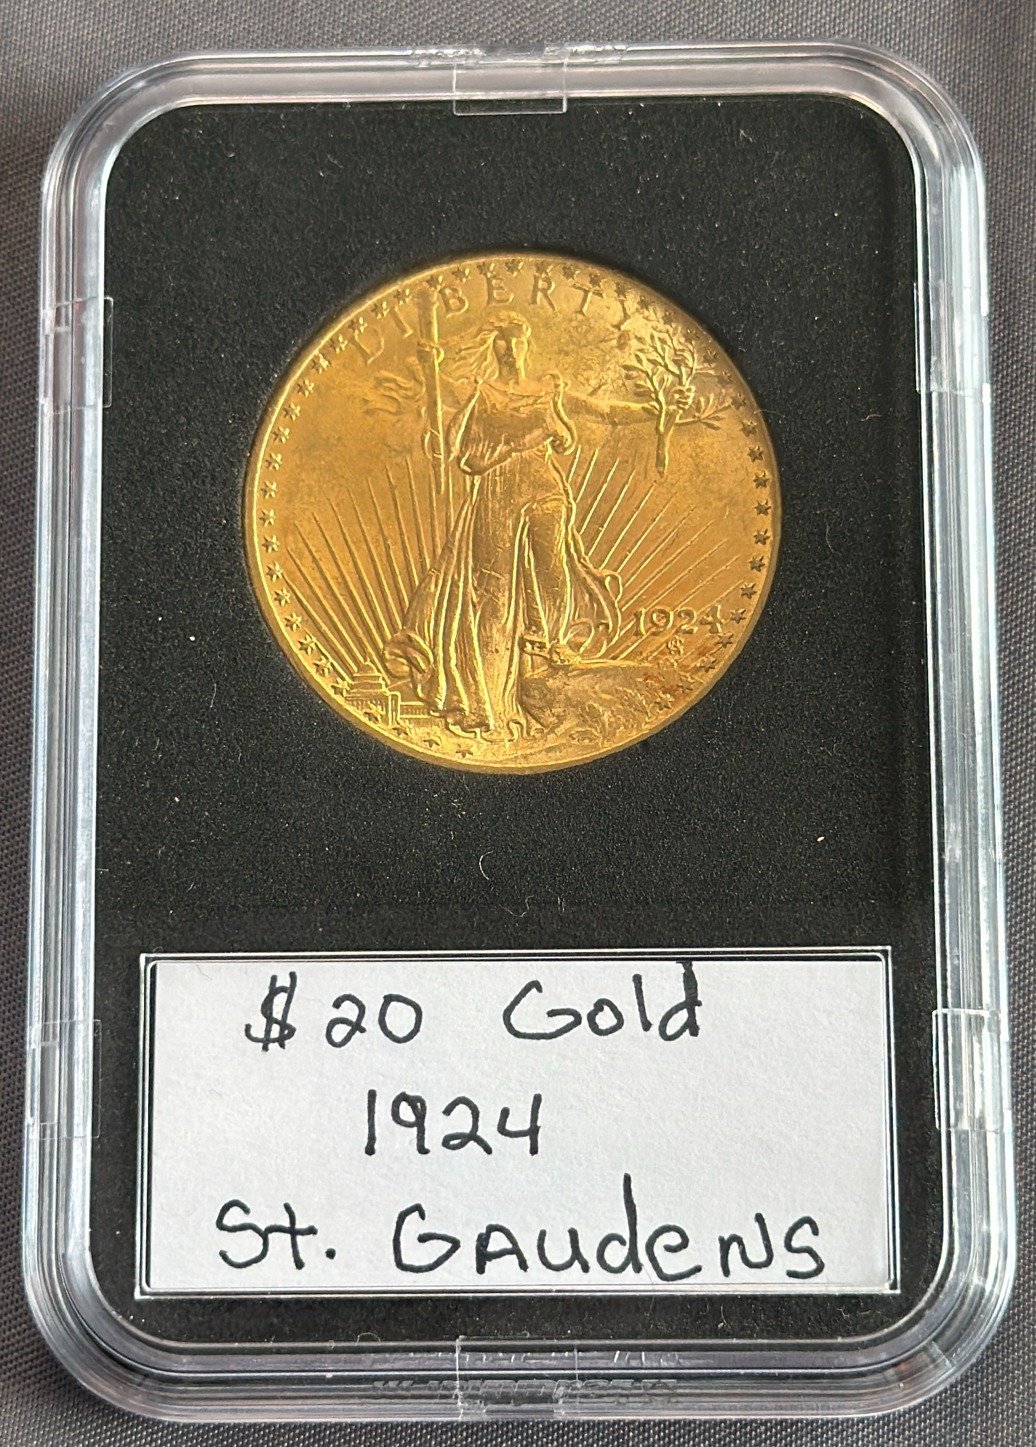 LIBERTY
1924
$20 Gold
1924
St. GAudeNS